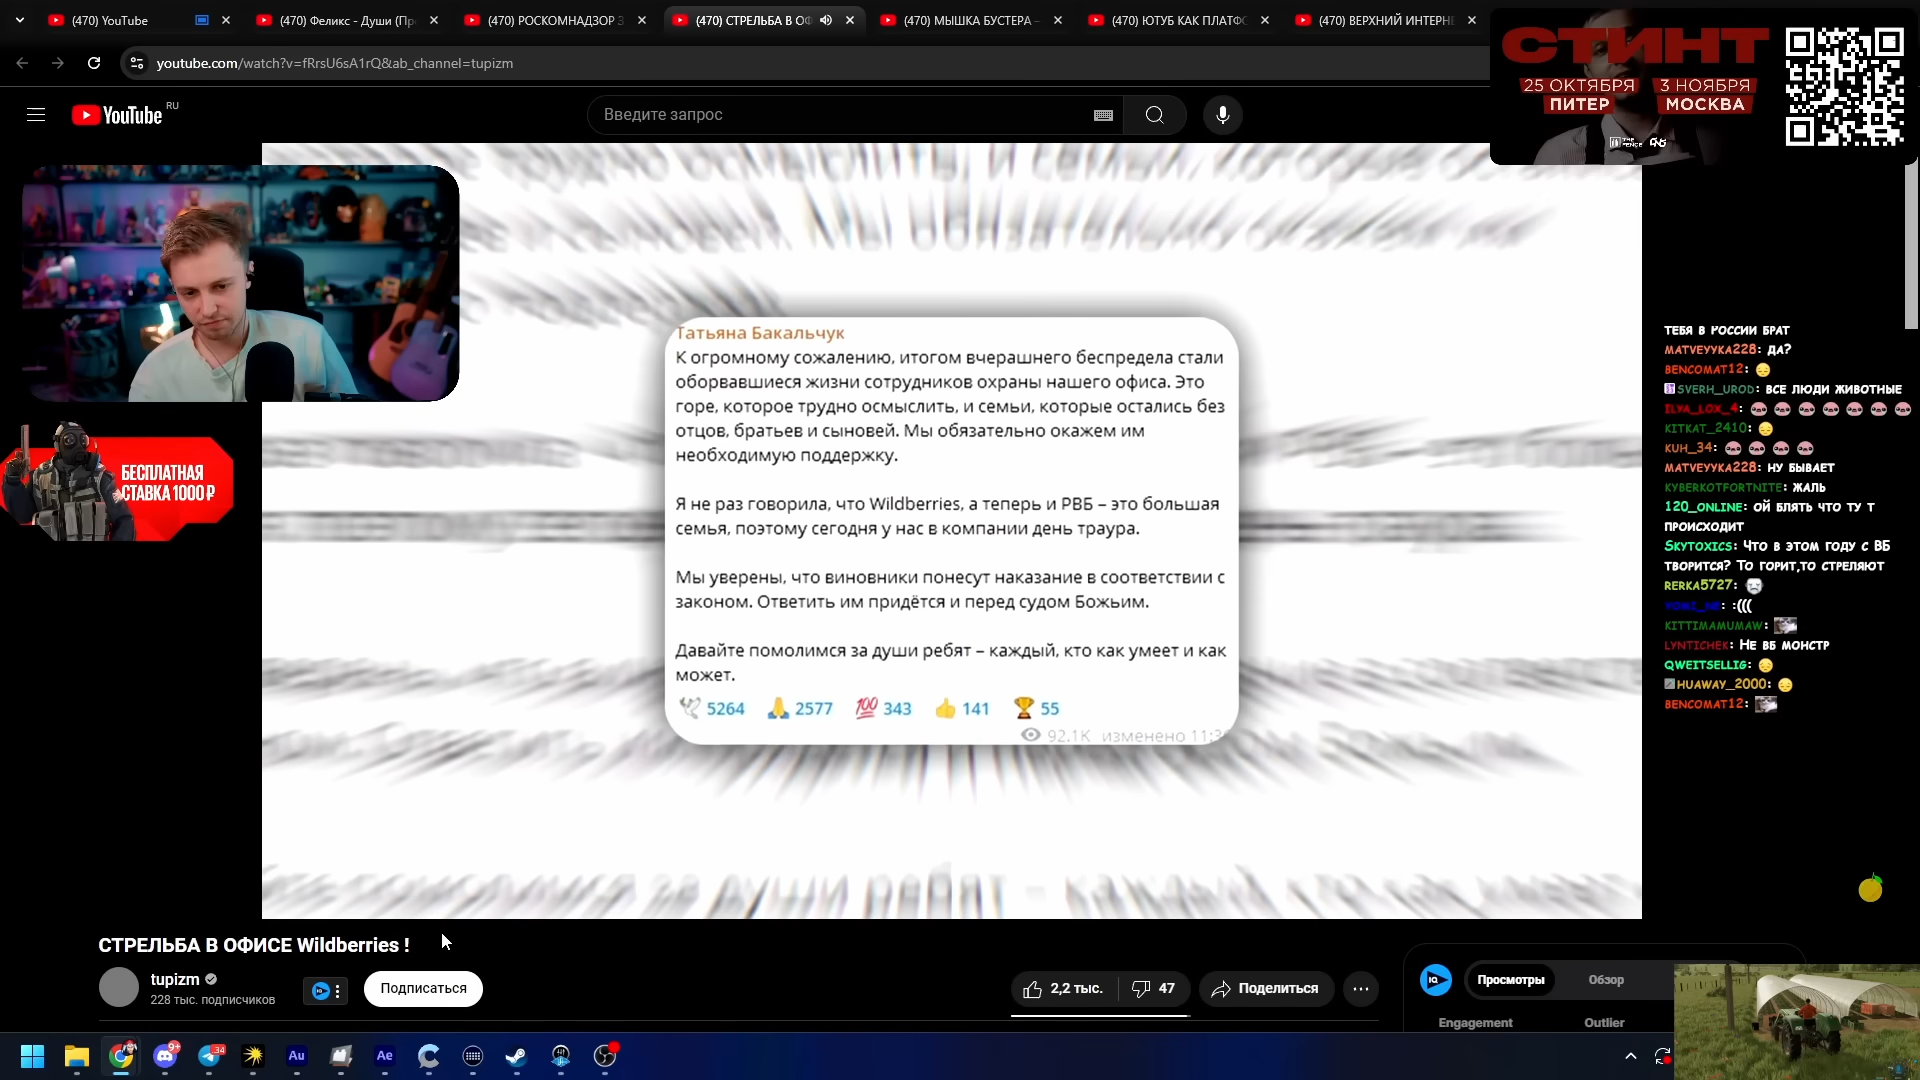 (470) YouTube
(470) Феликс - Души (Пр
(470) РОСКОМНАДЗОР З
(470) СТРЕЛЬБА В ОФ
(470) МЫШКА БУСТЕРА –
(470) ЮТУБ КАК ПЛАТФО
(470) ВЕРХНИЙ ИНТЕРН
youtube.com/watch?v=fRrsU6sA1rQ&ab_channel=tupizm
СТИНТ
25 ОКТЯБРЯ
ПИТЕР
3 НОЯБРЯ
МОСКВА
YouTube RU
Введите запрос
БЕСПЛАТНАЯ
СТАВКА 1000 ₽
Татьяна Бакальчук
К огромному сожалению, итогом вчерашнего беспредела стали
оборвавшиеся жизни сотрудников охраны нашего офиса. Это
горе, которое трудно осмыслить, и семьи, которые остались без
отцов, братьев и сыновей. Мы обязательно окажем им
необходимую поддержку.
Я не раз говорила, что Wildberries, а теперь и РВБ – это большая
семья, поэтому сегодня у нас в компании день траура.
Мы уверены, что виновники понесут наказание в соответствии с
законом. Ответить им придётся и перед судом Божьим.
Давайте помолимся за души ребят – каждый, кто как умеет и как
может.
5264 2577 100 343 141 55
92.1K изменено
ТЕБЯ В РОССИИ БРАТ
MATVEYYKA228: ДА?
BENCOMAT12:
SVERH_UROD: ВСЕ ЛЮДИ ЖИВОТНЫЕ
ILYA_LOX_4:
KITKAT_2410:
KUH_34:
MATVEYYKA228: НУ БЫВАЕТ
KYBERKOTFORTNITE: ЖАЛЬ
120_ONLINE: ОЙ БЛЯТЬ ЧТО ТУ Т
ПРОИСХОДИТ
SKYTOXICS: ЧТО В ЭТОМ ГОДУ С ВБ
ТВОРИТСЯ? ТО ГОРИТ,ТО СТРЕЛЯЮТ
RERKA5727:
:(((
KITTIMAMUMAW:
LYNTICHEK: НЕ ВБ МОНСТР
QWEITSELLIG:
HUAWAY_2000:
BENCOMAT12:
СТРЕЛЬБА В ОФИСЕ Wildberries !
tupizm
228 тыс. подписчиков
Подписаться
2,2 тыс.
47
Поделиться
Просмотры
Обзор
Engagement
Outlier